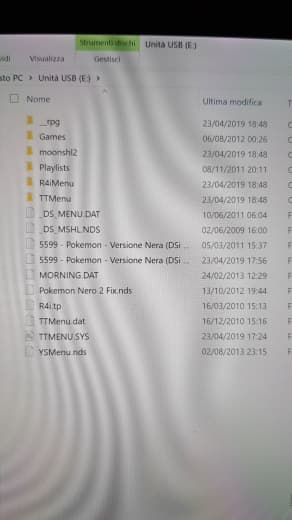 Strumenti dischi Unità USB (E:)
vidi Visualizza Gestisci
sto PC > Unità USB (E:) >
Nome Ultima modifica T
__rpg 23/04/2019 18:48 C
Games 06/08/2012 00:26 C
moonshl2 23/04/2019 18:48 C
Playlists 08/11/2011 20:11 C
R4iMenu 23/04/2019 18:48 C
TTMenu 23/04/2019 18:48 C
_DS_MENU.DAT 10/06/2011 06:04 F
_DS_MSHL.NDS 02/06/2009 16:00 F
5599 - Pokemon - Versione Nera (DSi ... 05/03/2011 15:37 F
5599 - Pokemon - Versione Nera (DSi ... 23/04/2019 17:56 F
MORNING.DAT 24/02/2013 12:29 F
Pokemon Nero 2 Fix.nds 13/10/2012 19:44 F
R4i.tp 16/03/2010 15:13 F
TTMenu.dat 16/12/2010 15:16 F
TTMENU.SYS 23/04/2019 17:24 F
YSMenu.nds 02/08/2013 23:15 F